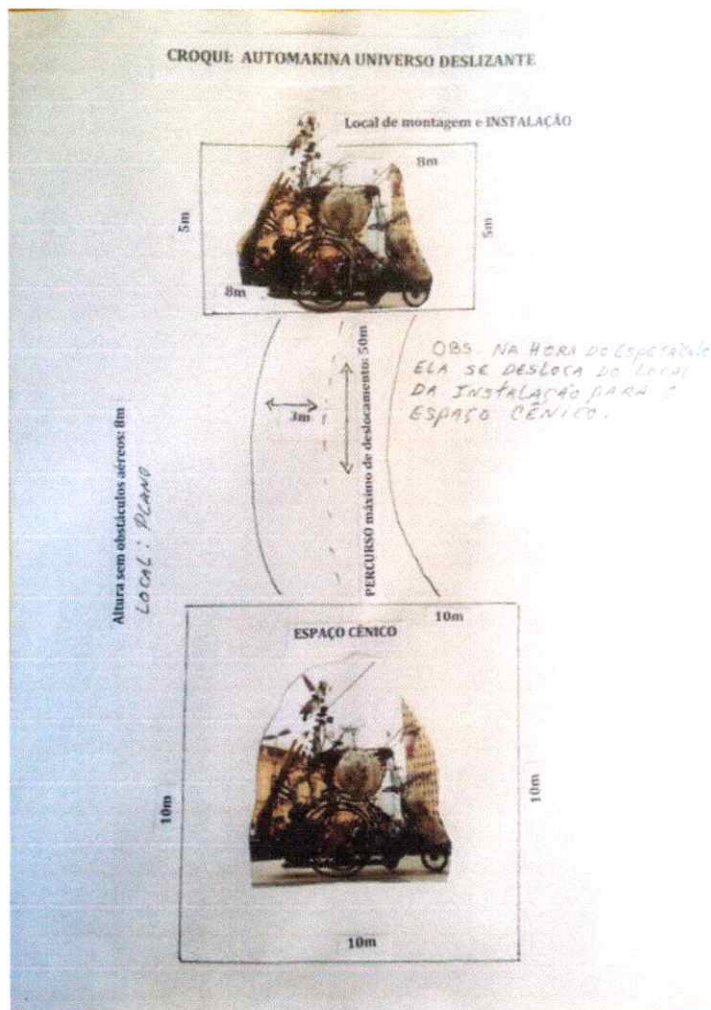 CROQUI: AUTOMAKINA UNIVERSO DESLIZANTE
Local de montagem e INSTALAÇÃO
8m
5m
5m
8m
OBS. NA HORA DO ESPETÁCULO
ELA SE DESLOCA DO LOCAL
DA INSTALAÇÃO PARA O
ESPAÇO CÊNICO.
3m
PERCURSO máximo de deslocamento: 50m
Altura sem obstáculos aéreos: 8m
LOCAL: PLANO
10m
ESPAÇO CÊNICO
10m
10m
10m